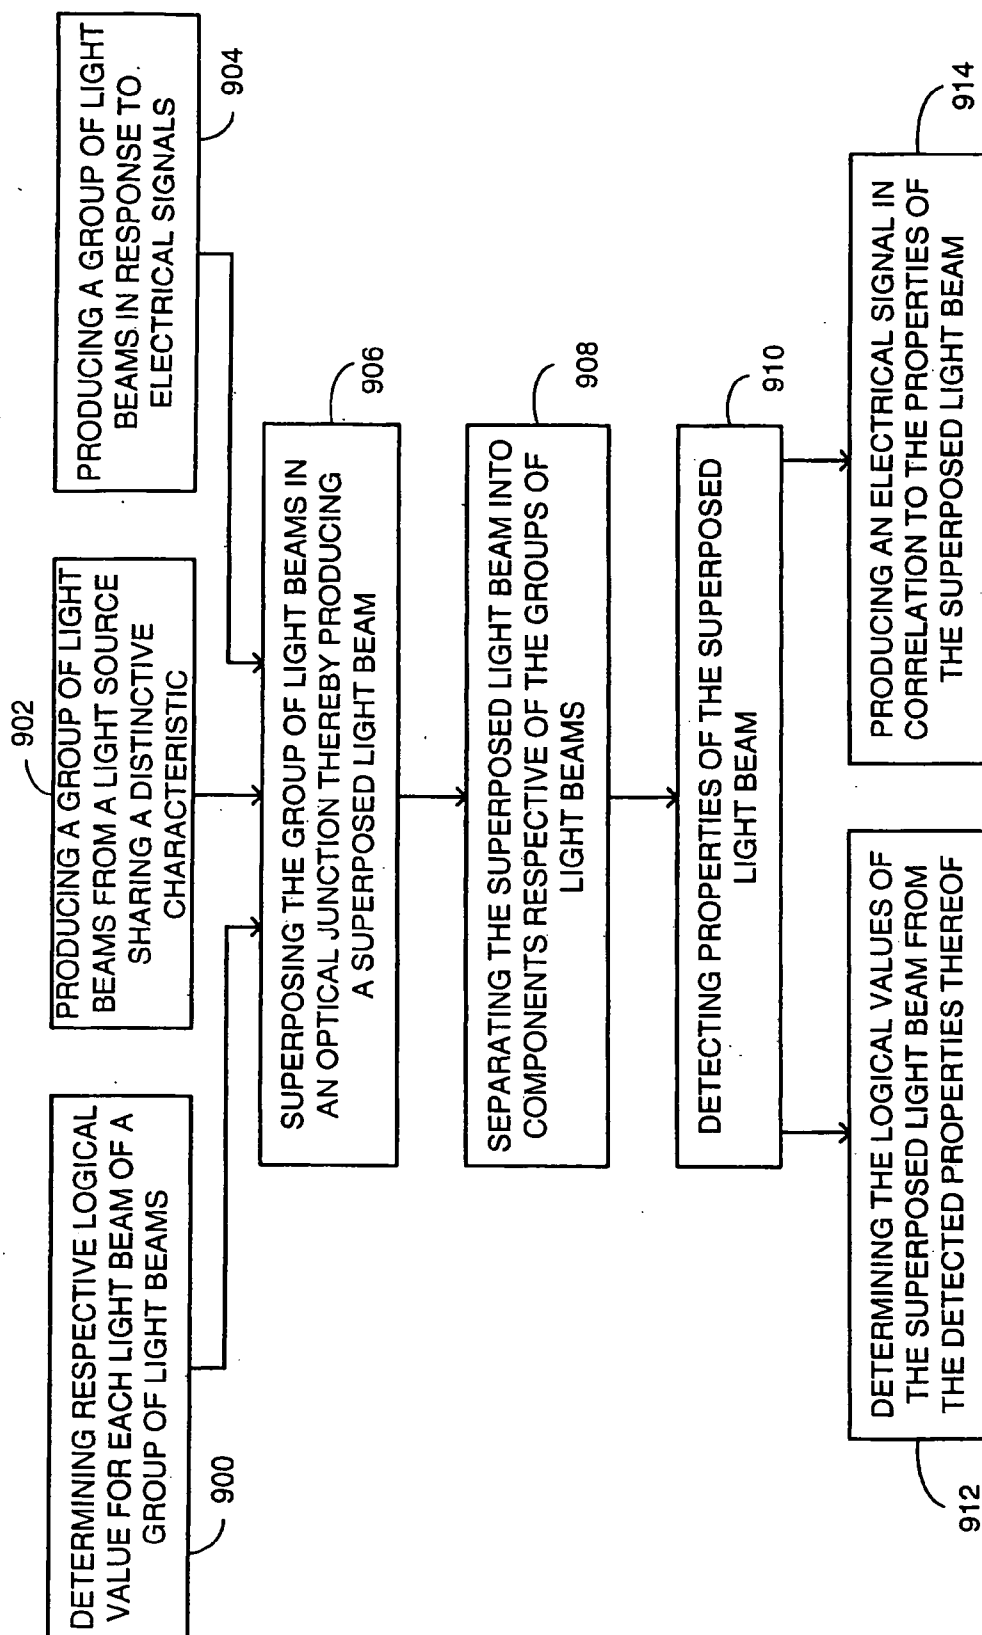 DETERMINING RESPECTIVE LOGICAL
VALUE FOR EACH LIGHT BEAM OF A
GROUP OF LIGHT BEAMS
900
902
PRODUCING A GROUP OF LIGHT
BEAMS FROM A LIGHT SOURCE
SHARING A DISTINCTIVE
CHARACTERISTIC
PRODUCING A GROUP OF LIGHT
BEAMS IN RESPONSE TO
ELECTRICAL SIGNALS
904
SUPERPOSING THE GROUP OF LIGHT BEAMS IN
AN OPTICAL JUNCTION THEREBY PRODUCING
A SUPERPOSED LIGHT BEAM
906
SEPARATING THE SUPERPOSED LIGHT BEAM INTO
COMPONENTS RESPECTIVE OF THE GROUPS OF
LIGHT BEAMS
908
DETECTING PROPERTIES OF THE SUPERPOSED
LIGHT BEAM
910
DETERMINING THE LOGICAL VALUES OF
THE SUPERPOSED LIGHT BEAM FROM
THE DETECTED PROPERTIES THEREOF
912
PRODUCING AN ELECTRICAL SIGNAL IN
CORRELATION TO THE PROPERTIES OF
THE SUPERPOSED LIGHT BEAM
914